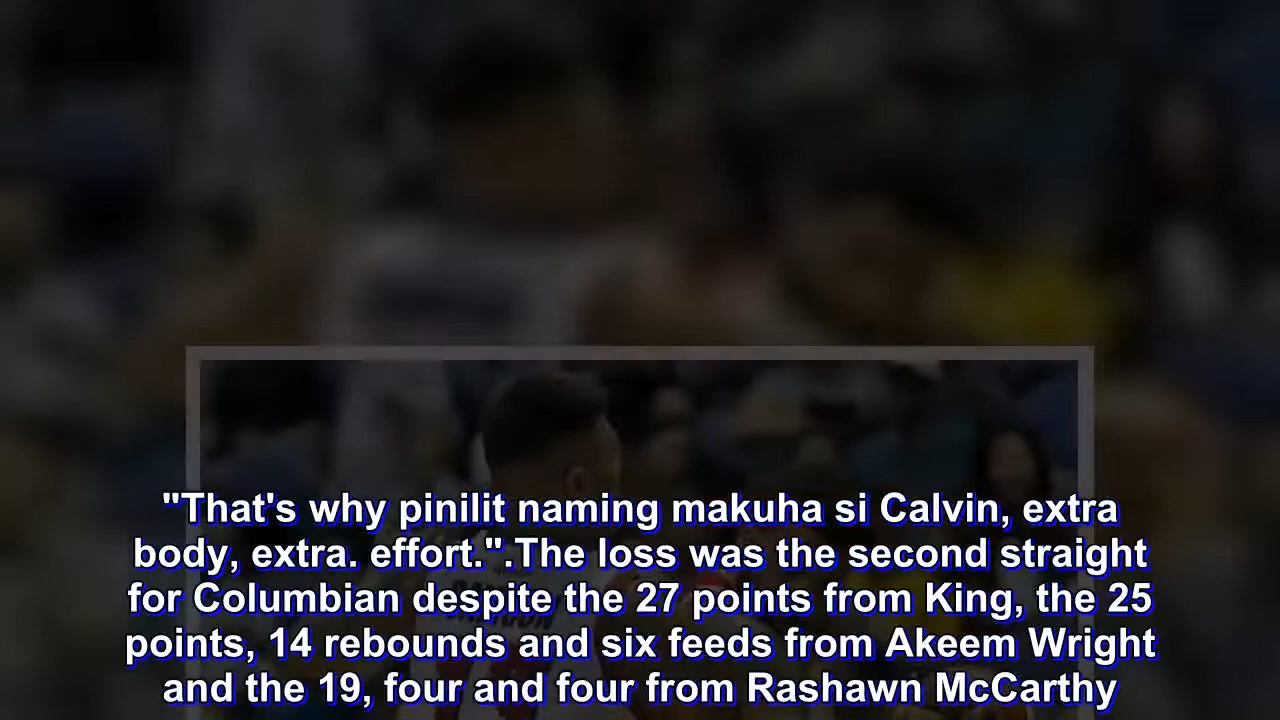 "That's why pinilit naming makuha si Calvin, extra
body, extra. effort.".The loss was the second straight
for Columbian despite the 27 points from King, the 25
points, 14 rebounds and six feeds from Akeem Wright
and the 19, four and four from Rashawn McCarthy